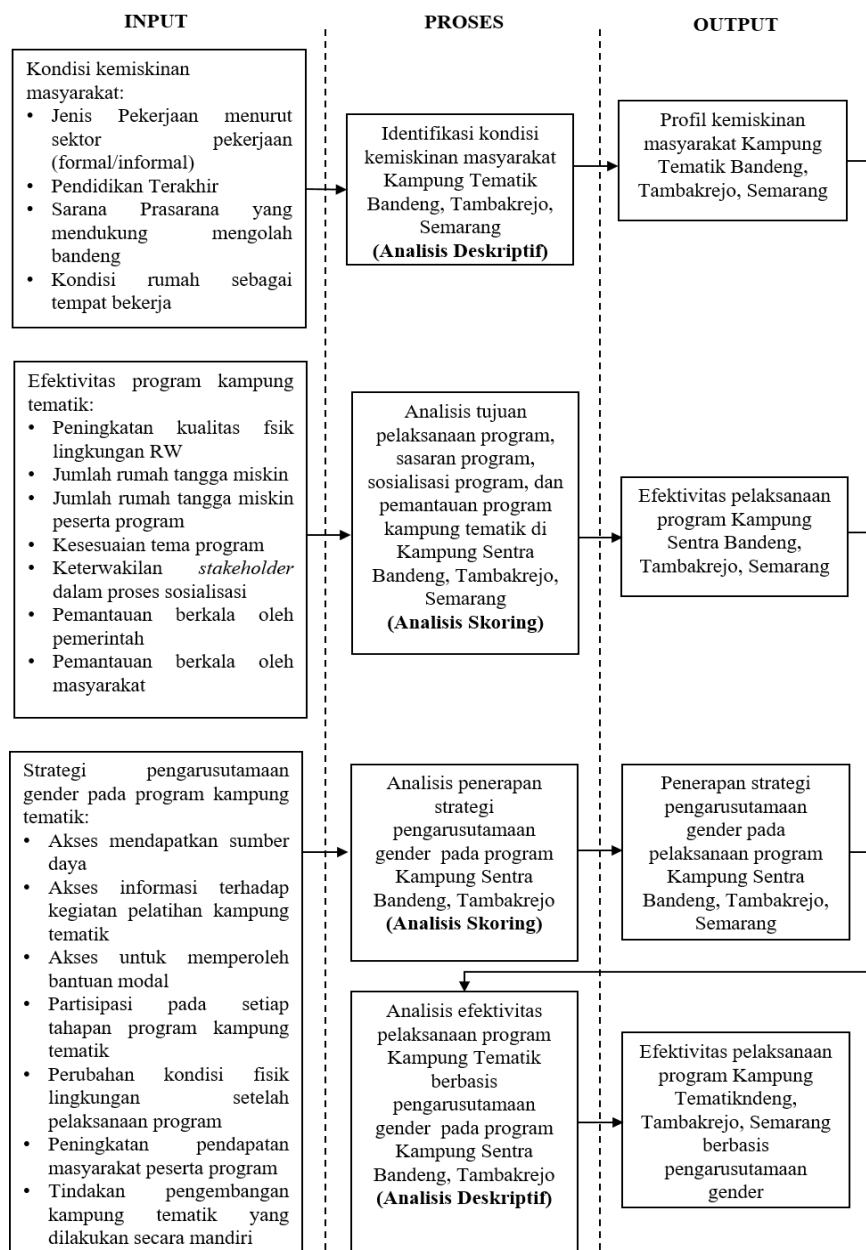 INPUT
PROSES
OUTPUT
Kondisi kemiskinan
masyarakat:
• Jenis Pekerjaan menurut
sektor pekerjaan
(formal/informal)
• Pendidikan Terakhir
• Sarana Prasarana yang
mendukung mengolah
bandeng
• Kondisi rumah sebagai
tempat bekerja
Identifikasi kondisi
kemiskinan masyarakat
Kampung Tematik
Bandeng, Tambakrejo,
Semarang
(Analisis Deskriptif)
Profil kemiskinan
masyarakat Kampung
Tematik Bandeng,
Tambakrejo, Semarang
Efektivitas program kampung
tematik:
• Peningkatan kualitas fsik
lingkungan RW
• Jumlah rumah tangga miskin
• Jumlah rumah tangga miskin
peserta program
• Kesesuaian tema program
• Keterwakilan stakeholder
dalam proses sosialisasi
• Pemantauan berkala oleh
pemerintah
• Pemantauan berkala oleh
masyarakat
Analisis tujuan
pelaksanaan program,
sasaran program,
sosialisasi program, dan
pemantauan program
kampung tematik di
Kampung Sentra
Bandeng, Tambakrejo,
Semarang
(Analisis Skoring)
Efektivitas pelaksanaan
program Kampung
Sentra Bandeng,
Tambakrejo, Semarang
Strategi pengarusutamaan
gender pada program kampung
tematik:
• Akses mendapatkan sumber
daya
• Akses informasi terhadap
kegiatan pelatihan kampung
tematik
• Akses untuk memperoleh
bantuan modal
• Partisipasi pada setiap
tahapan program kampung
tematik
• Perubahan kondisi fisik
lingkungan setelah
pelaksanaan program
• Peningkatan pendapatan
masyarakat peserta program
• Tindakan pengembangan
kampung tematik yang
dilakukan secara mandiri
Analisis penerapan
strategi
pengarusutamaan
gender pada program
Kampung Sentra
Bandeng, Tambakrejo
(Analisis Skoring)
Penerapan strategi
pengarusutamaan
gender pada
pelaksanaan program
Kampung Sentra
Bandeng, Tambakrejo,
Semarang
Analisis efektivitas
pelaksanaan program
Kampung Tematik
berbasis
pengarusutamaan
gender pada program
Kampung Sentra
Bandeng, Tambakrejo
(Analisis Deskriptif)
Efektivitas pelaksanaan
program Kampung
Tematikndeng,
Tambakrejo, Semarang
berbasis
pengarusutamaan
gender